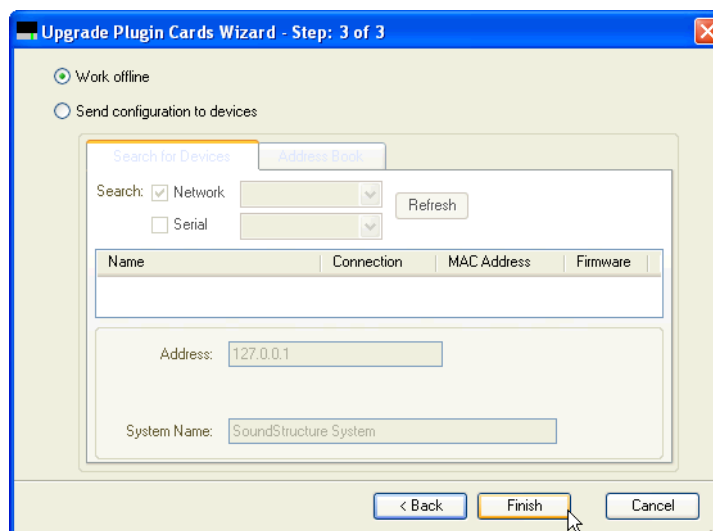 Upgrade Plugin Cards Wizard - Step: 3 of 3
Work offline
Send configuration to devices
Search for Devices Address Book
Search: Network
Refresh
Serial
Name Connection MAC Address Firmware
Address: 127.0.0.1
System Name: SoundStructure System
< Back Finish Cancel